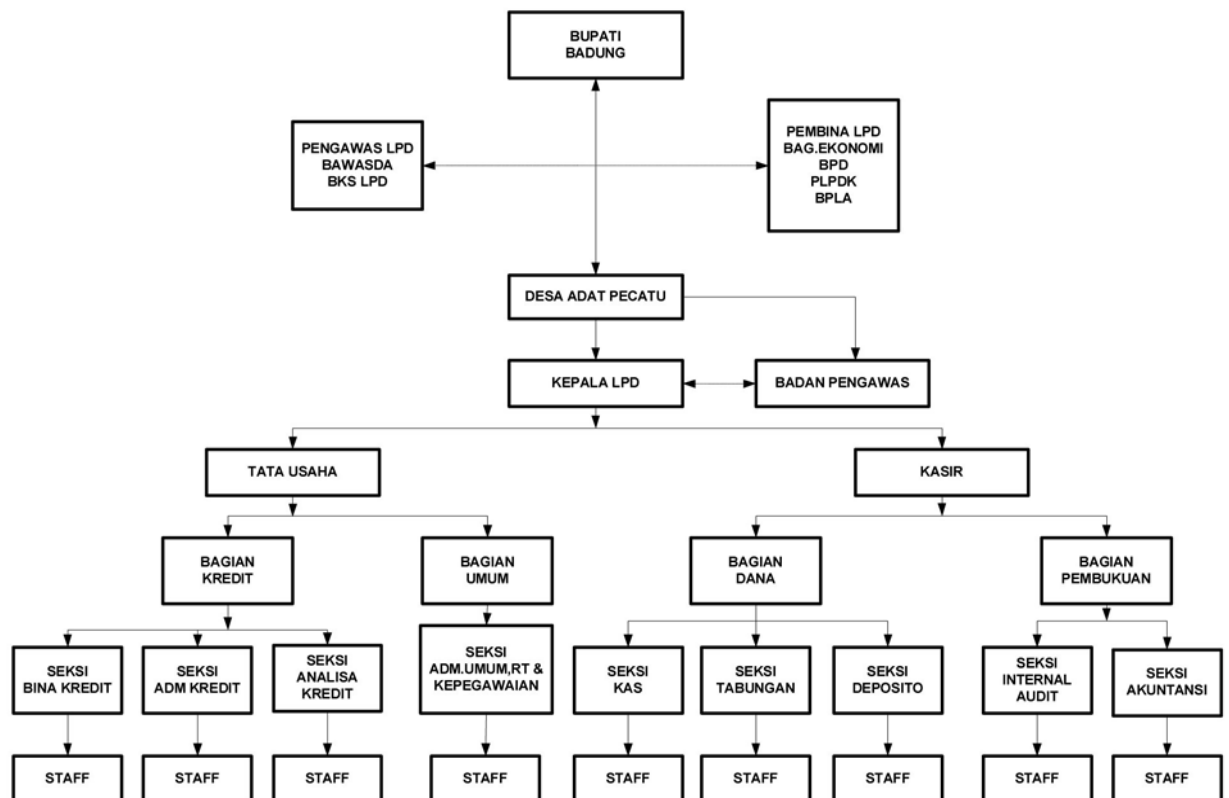 BUPATI
BADUNG
PENGAWAS LPD
BAWASDA
BKS LPD
PEMBINA LPD
BAG.EKONOMI
BPD
PLPDK
BPLA
DESA ADAT PECATU
KEPALA LPD
BADAN PENGAWAS
TATA USAHA
KASIR
BAGIAN
KREDIT
BAGIAN
UMUM
BAGIAN
DANA
BAGIAN
PEMBUKUAN
SEKSI
BINA KREDIT
SEKSI
ADM KREDIT
SEKSI
ANALISA
KREDIT
SEKSI
ADM.UMUM,RT &
KEPEGAWAIAN
SEKSI
KAS
SEKSI
TABUNGAN
SEKSI
DEPOSITO
SEKSI
INTERNAL
AUDIT
SEKSI
AKUNTANSI
STAFF
STAFF
STAFF
STAFF
STAFF
STAFF
STAFF
STAFF
STAFF